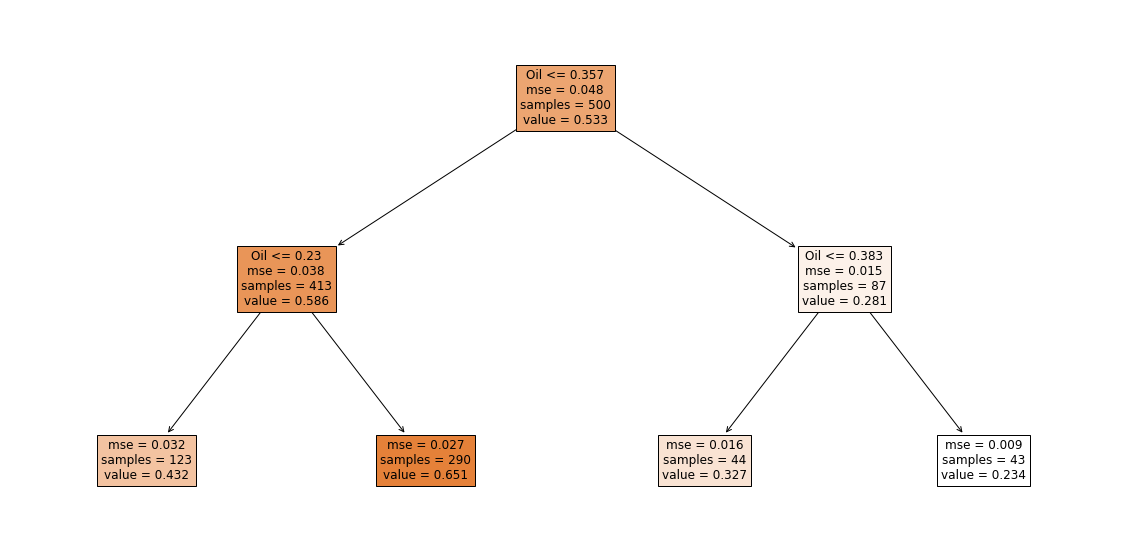 Oil <= 0.357
mse = 0.048
samples = 500
value = 0.533
Oil <= 0.23
mse = 0.038
samples = 413
value = 0.586
Oil <= 0.383
mse = 0.015
samples = 87
value = 0.281
mse = 0.032
samples = 123
value = 0.432
mse = 0.027
samples = 290
value = 0.651
mse = 0.016
samples = 44
value = 0.327
mse = 0.009
samples = 43
value = 0.234